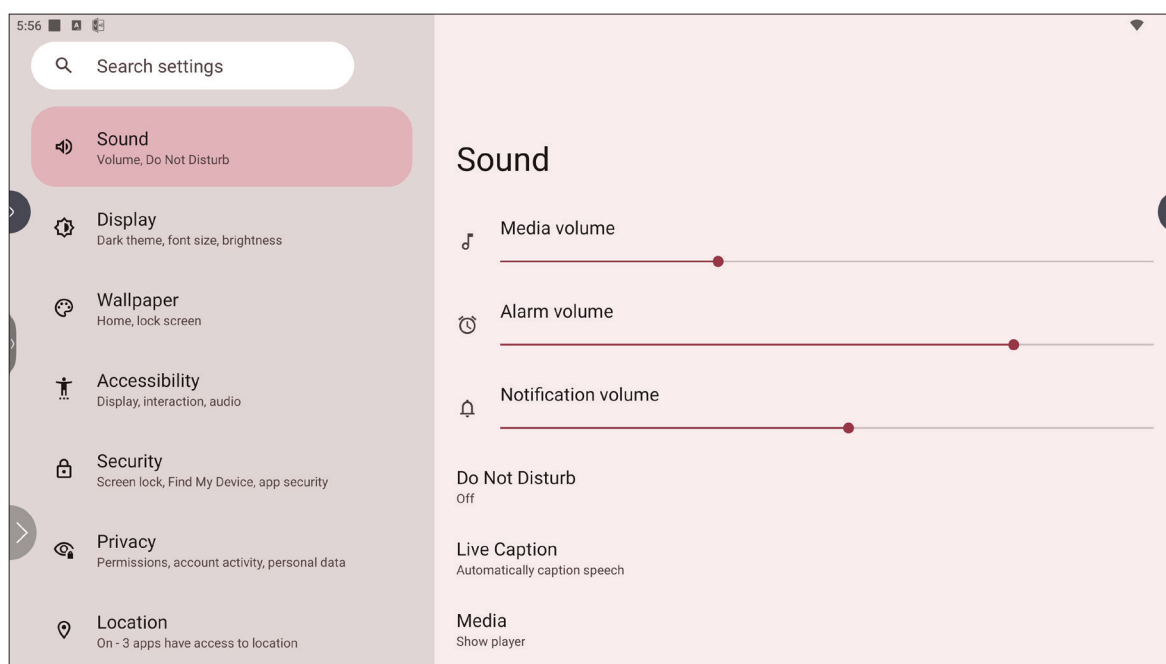 5:56
Search settings
Sound
Volume, Do Not Disturb
Display
Dark theme, font size, brightness
Wallpaper
Home, lock screen
Accessibility
Display, interaction, audio
Security
Screen lock, Find My Device, app security
Privacy
Permissions, account activity, personal data
Location
On - 3 apps have access to location
Sound
Media volume
Alarm volume
Notification volume
Do Not Disturb
Off
Live Caption
Automatically caption speech
Media
Show player